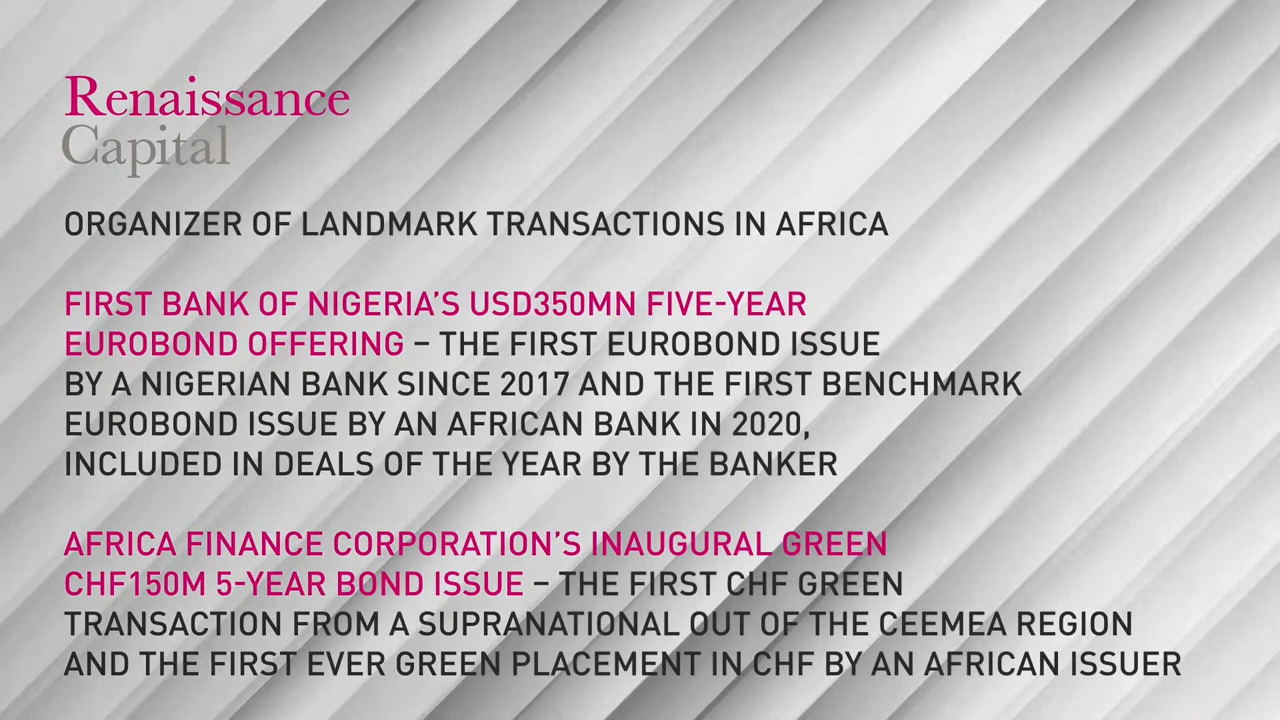 Renaissance
Capital
ORGANIZER OF LANDMARK TRANSACTIONS IN AFRICA
FIRST BANK OF NIGERIA’S USD350MN FIVE-YEAR
EUROBOND OFFERING – THE FIRST EUROBOND ISSUE
BY A NIGERIAN BANK SINCE 2017 AND THE FIRST BENCHMARK
EUROBOND ISSUE BY AN AFRICAN BANK IN 2020,
INCLUDED IN DEALS OF THE YEAR BY THE BANKER
AFRICA FINANCE CORPORATION’S INAUGURAL GREEN
CHF150M 5-YEAR BOND ISSUE – THE FIRST CHF GREEN
TRANSACTION FROM A SUPRANATIONAL OUT OF THE CEEMEA REGION
AND THE FIRST EVER GREEN PLACEMENT IN CHF BY AN AFRICAN ISSUER